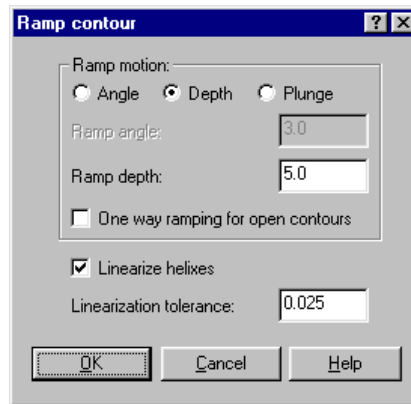 Ramp contour
Ramp motion:
Angle Depth Plunge
Ramp angle: 3.0
Ramp depth: 5.0
One way ramping for open contours
Linearize helixes
Linearization tolerance: 0.025
OK Cancel Help